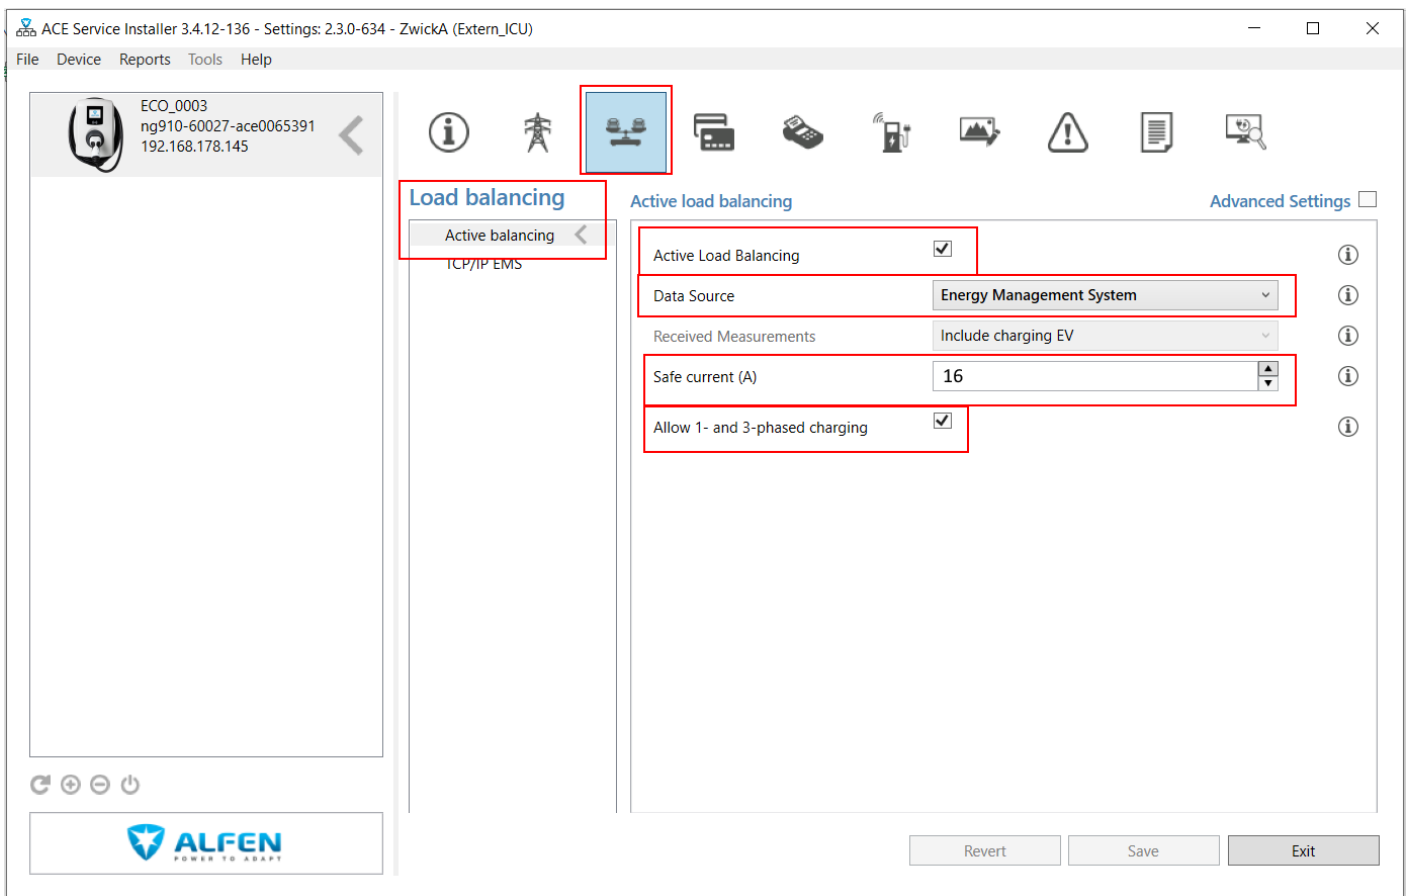 ACE Service Installer 3.4.12-136 - Settings: 2.3.0-634 - ZwickA (Extern_ICU)
File Device Reports Tools Help
ECO_0003
ng910-60027-ace0065391
192.168.178.145
Load balancing
Active balancing
TCP/IP EMS
Active load balancing
Advanced Settings
Active Load Balancing
Data Source
Energy Management System
Received Measurements
Include charging EV
Safe current (A)
16
Allow 1- and 3-phased charging
ALFEN
POWER TO ADAPT
Revert
Save
Exit